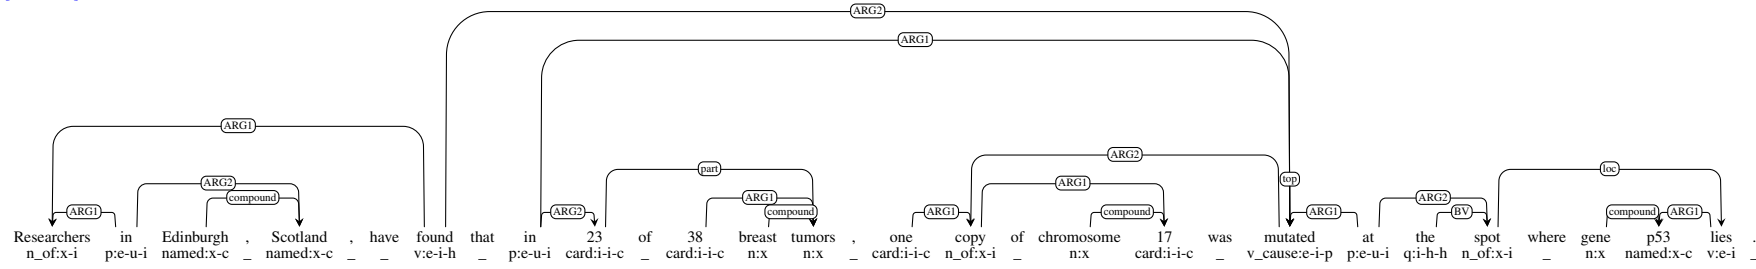 ARG2
ARG1
ARG1
ARG2
part
top
loc
ARG2
compound
ARG1
ARG1
ARG2
ARG1
compound
ARG2
ARG1
compound
ARG1
ARG1
BV
compound
ARG1
Researchers in Edinburgh , Scotland , have found that in 23 of 38 breast tumors , one copy of chromosome 17 was mutated at the spot where gene p53 lies .
n_of:x-i p:e-u-i named:x-c _ named:x-c _ _ v:e-i-h _ p:e-u-i card:i-i-c _ card:i-i-c n:x n:x _ card:i-i-c n_of:x-i _ n:x card:i-i-c _ v_cause:e-i-p p:e-u-i q:i-h-h n_of:x-i _ n:x named:x-c v:e-i _